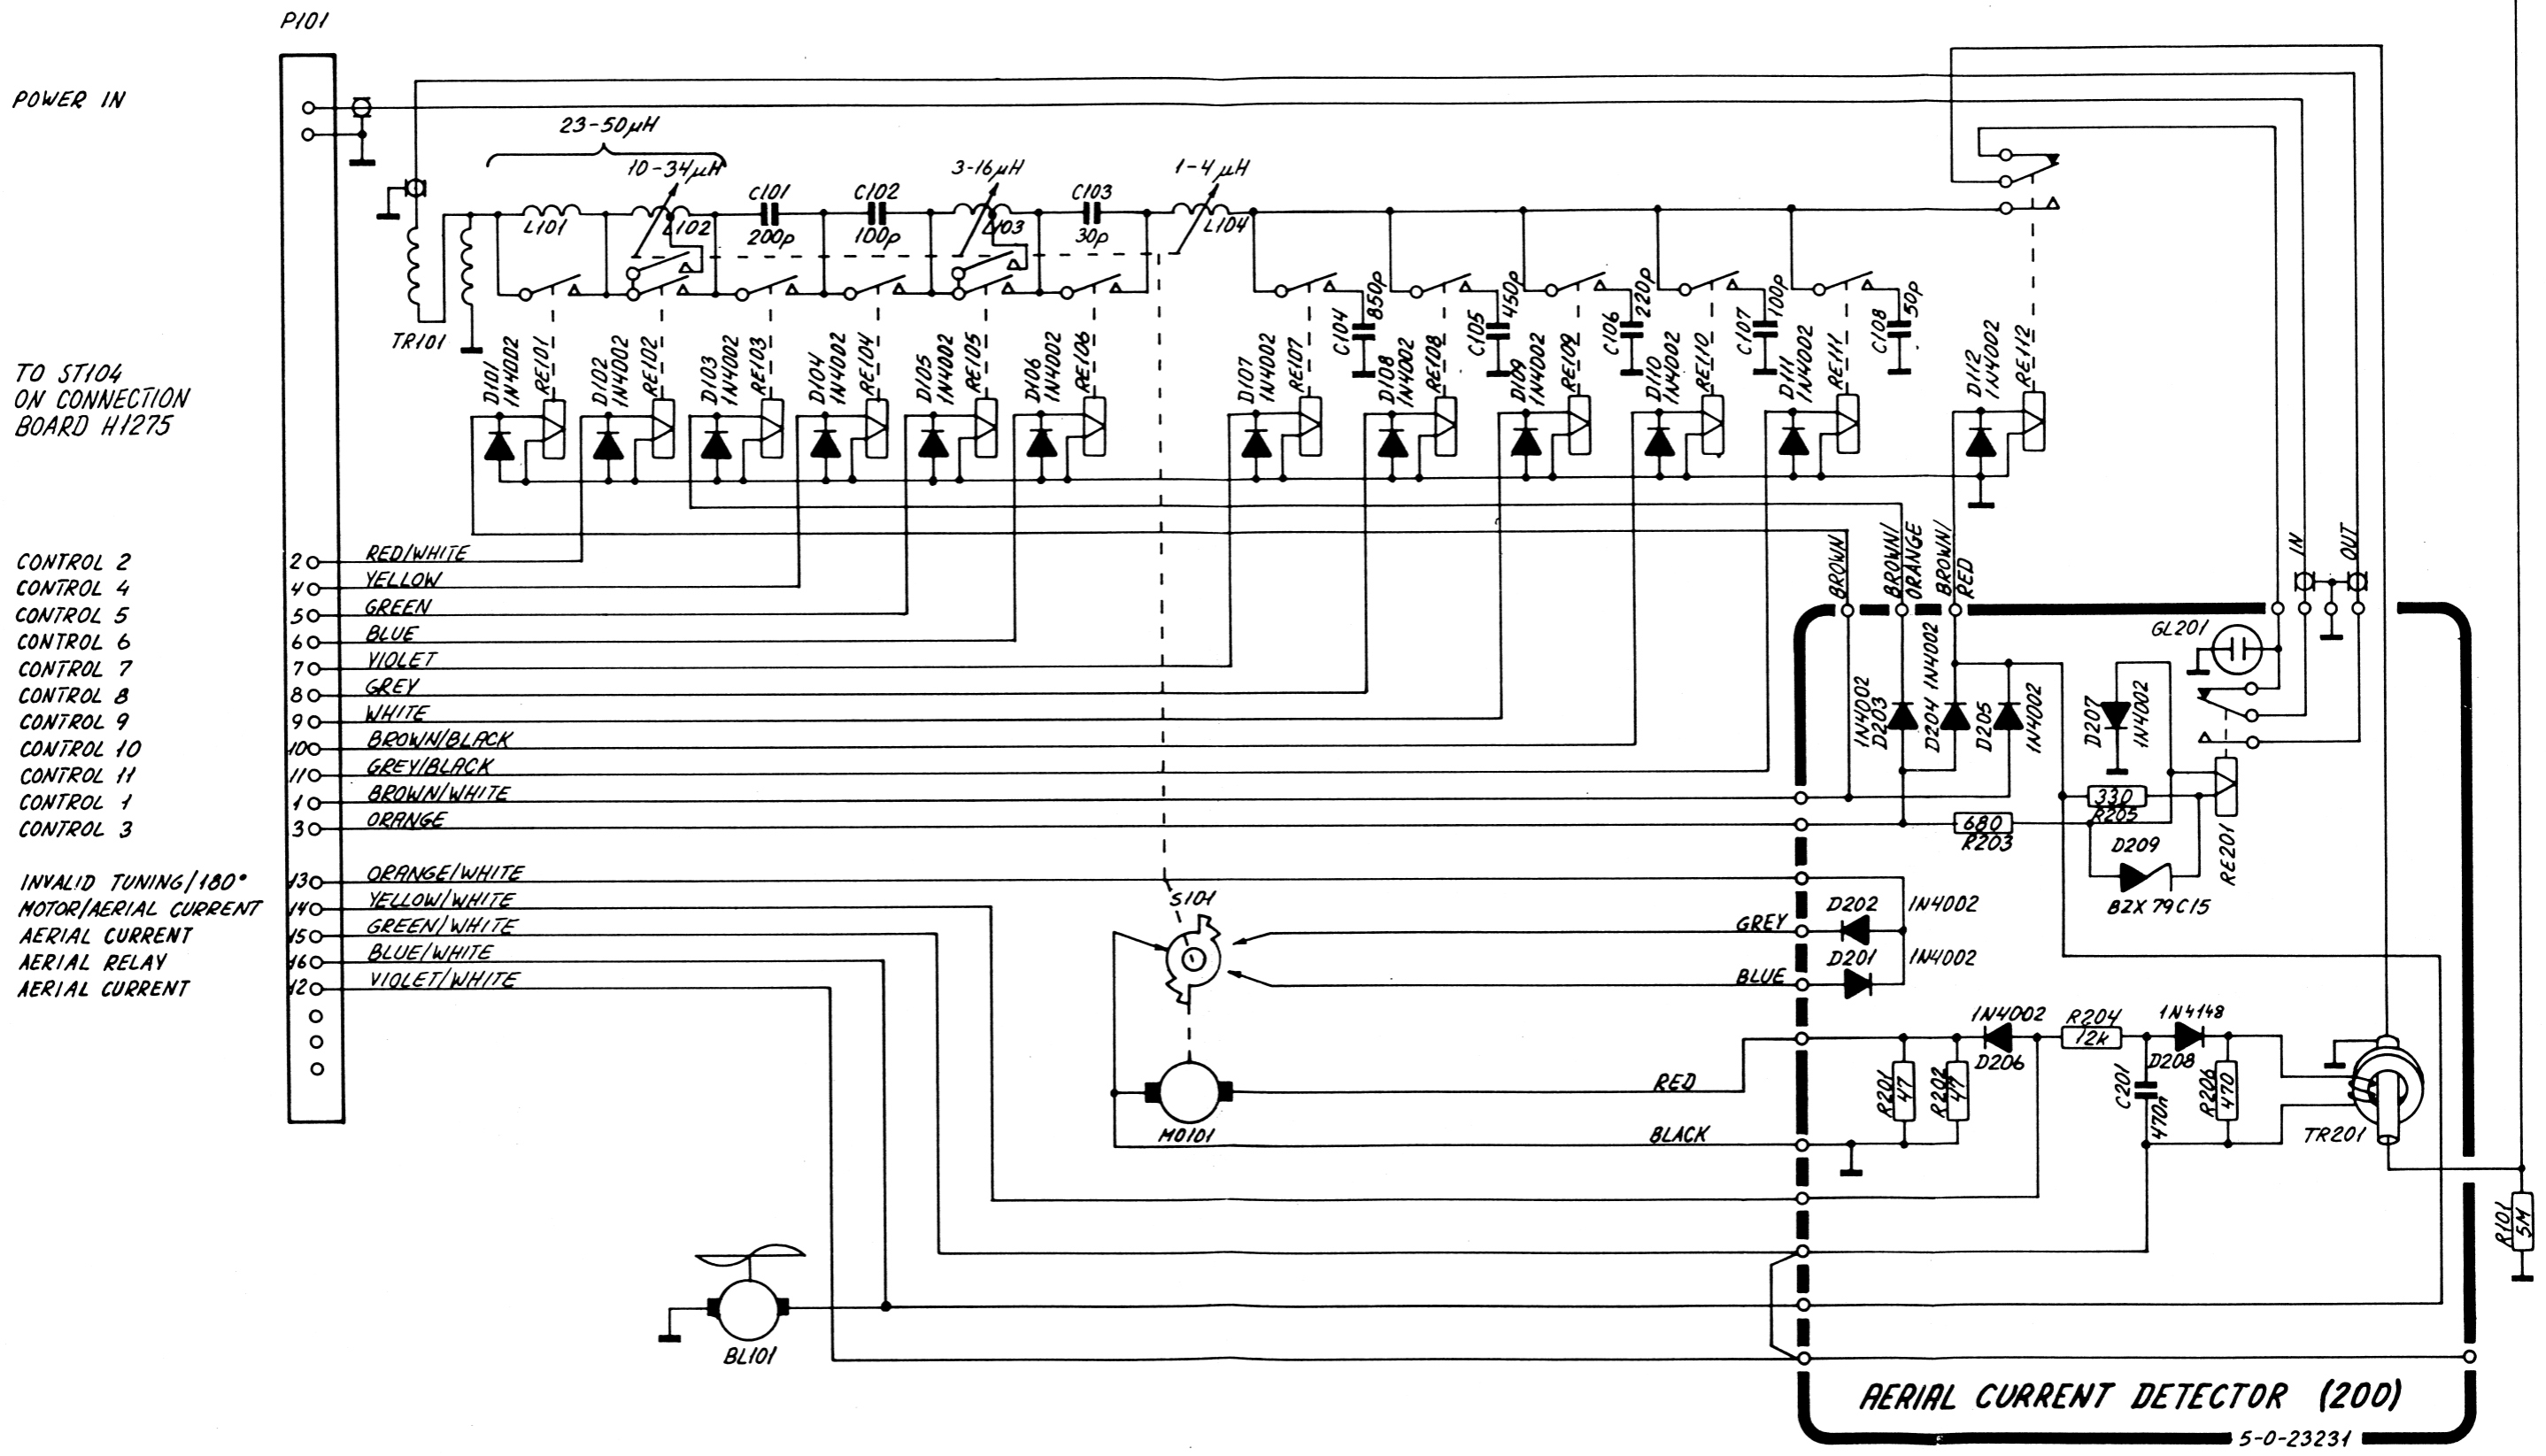 P101
POWER IN
23-50µH
10-34µH
3-16µH
1-4µH
L101
L102
C101
200p
C102
100p
L103
C103
30p
L104
TR101
TO ST104
ON CONNECTION
BOARD H1275
D101
1N4002
RE101
D102
1N4002
RE102
D103
1N4002
RE103
D104
1N4002
RE104
D105
1N4002
RE105
D106
1N4002
RE106
D107
1N4002
RE107
C104
850p
D108
1N4002
RE108
C105
450p
D109
1N4002
RE109
C106
220p
D110
1N4002
RE110
C107
100p
D111
1N4002
RE111
C108
50p
D112
1N4002
RE112
CONTROL 2 2 RED/WHITE
CONTROL 4 4 YELLOW
CONTROL 5 5 GREEN
CONTROL 6 6 BLUE
CONTROL 7 7 VIOLET
CONTROL 8 8 GREY
CONTROL 9 9 WHITE
CONTROL 10 10 BROWN/BLACK
CONTROL 11 11 GREY/BLACK
CONTROL 1 1 BROWN/WHITE
CONTROL 3 3 ORANGE
INVALID TUNING/180° 13 ORANGE/WHITE
MOTOR/AERIAL CURRENT 14 YELLOW/WHITE
AERIAL CURRENT 15 GREEN/WHITE
AERIAL RELAY 16 BLUE/WHITE
AERIAL CURRENT 12 VIOLET/WHITE
BROWN
BROWN/
ORANGE
BROWN/
RED
IN
OUT
GL201
1N4002
D203
D204 1N4002
D205
1N4002
D207
1N4002
330
R205
680
R203
D209
BZX 79C15
RE201
S101
GREY
BLUE
D202 1N4002
D201 1N4002
RED
BLACK
M0101
R201
47
R202
47
1N4002
D206
R204
12k
1N4148
D208
C201
470n
R206
470
TR201
R101
5M
BL101
AERIAL CURRENT DETECTOR (200)
5-0-23231